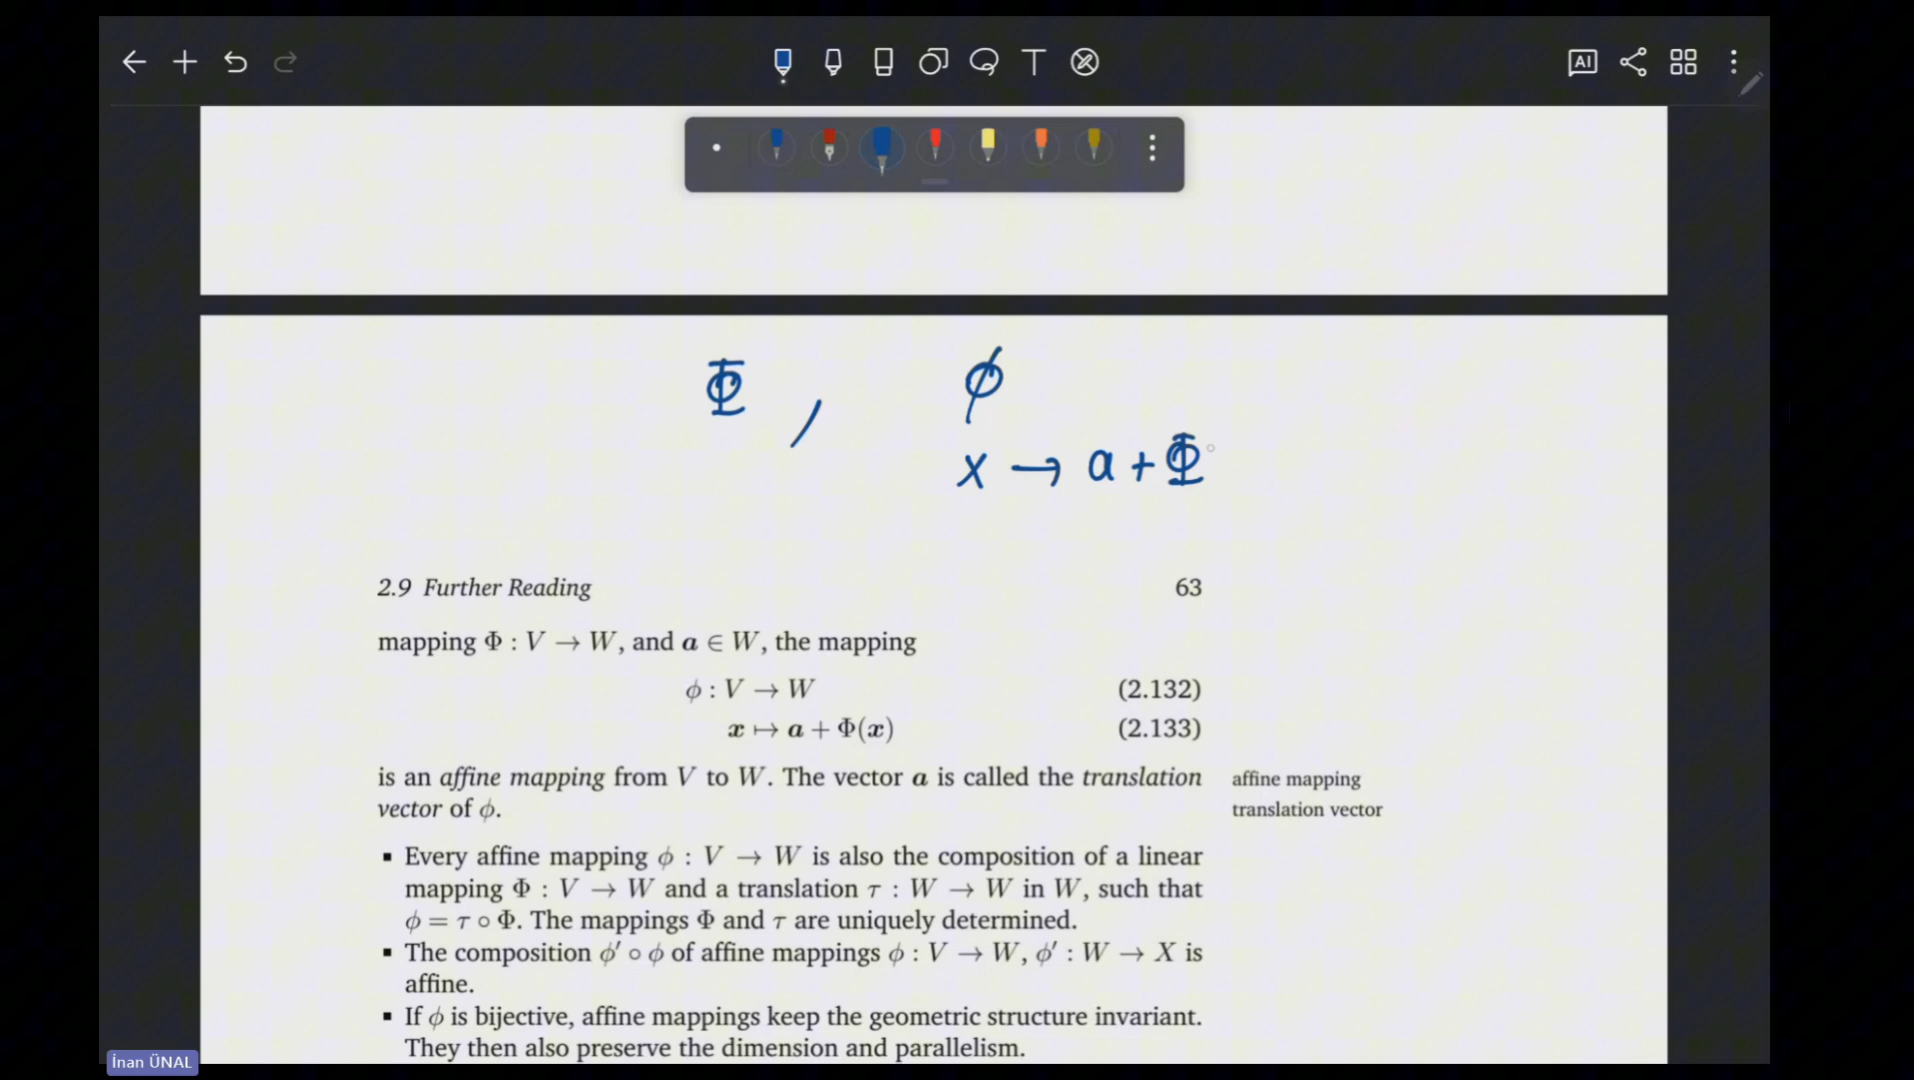 AI
T
Φ , ϕ
x → a + Φ
2.9 Further Reading 63
mapping Φ : V → W, and a ∈ W, the mapping
ϕ : V → W (2.132)
x ↦ a + Φ(x) (2.133)
is an affine mapping from V to W. The vector a is called the translation affine mapping
vector of ϕ. translation vector
▪ Every affine mapping ϕ : V → W is also the composition of a linear
mapping Φ : V → W and a translation τ : W → W in W, such that
ϕ = τ ∘ Φ. The mappings Φ and τ are uniquely determined.
▪ The composition ϕ′ ∘ ϕ of affine mappings ϕ : V → W, ϕ′ : W → X is
affine.
▪ If ϕ is bijective, affine mappings keep the geometric structure invariant.
They then also preserve the dimension and parallelism.
İnan ÜNAL